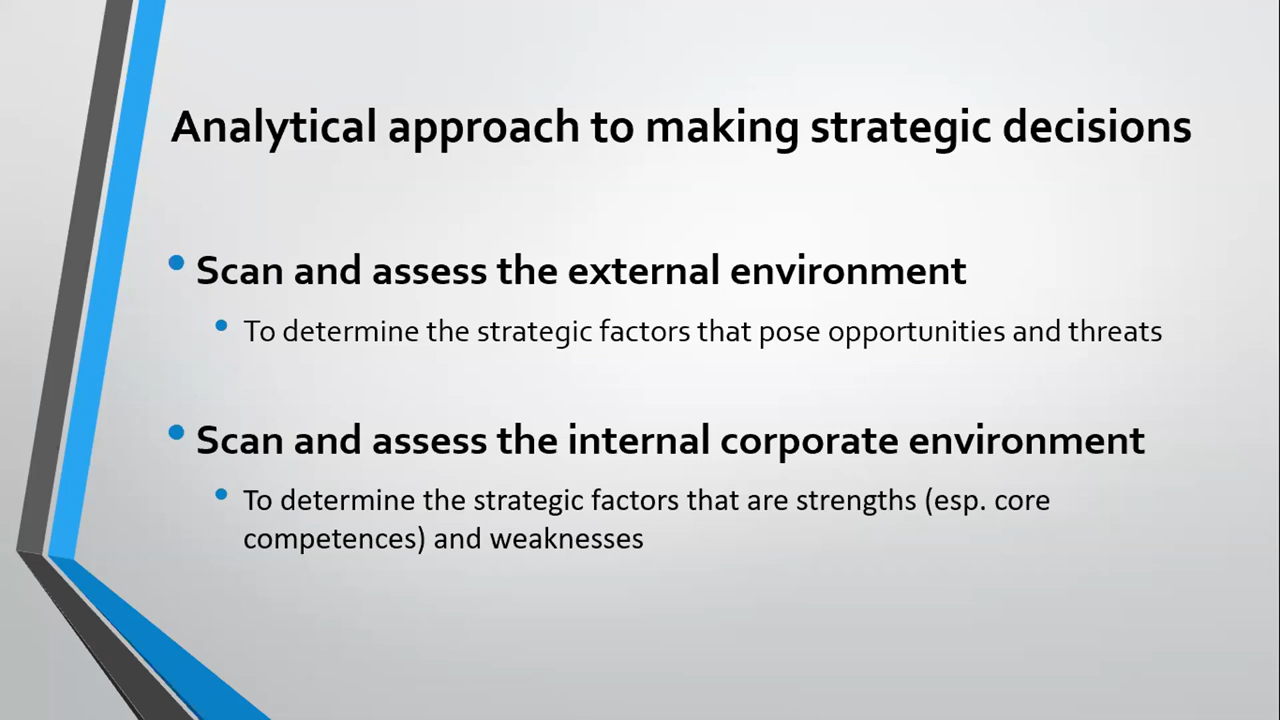 Analytical approach to making strategic decisions
• Scan and assess the external environment
• To determine the strategic factors that pose opportunities and threats
• Scan and assess the internal corporate environment
• To determine the strategic factors that are strengths (esp. core
competences) and weaknesses